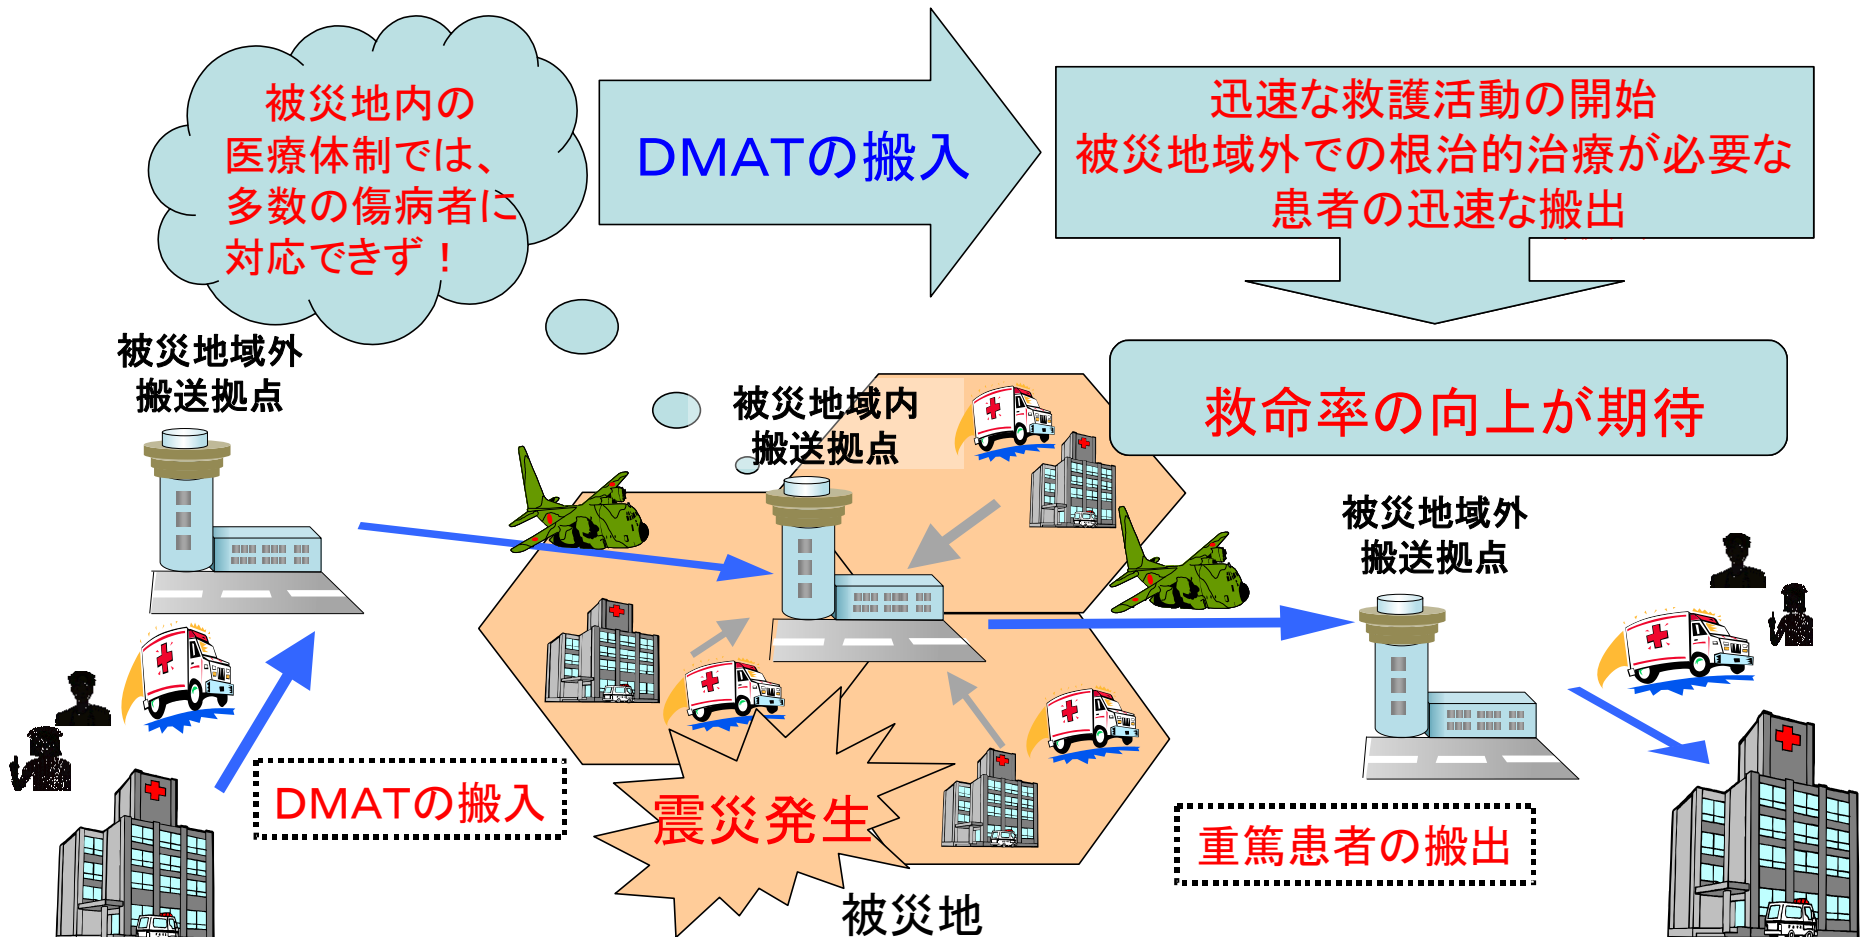 被災地内の
医療体制では、
多数の傷病者に
対応できず！
DMATの搬入
迅速な救護活動の開始
被災地域外での根治的治療が必要な
患者の迅速な搬出
救命率の向上が期待
被災地域外
搬送拠点
被災地域内
搬送拠点
被災地域外
搬送拠点
DMATの搬入
震災発生
重篤患者の搬出
被災地